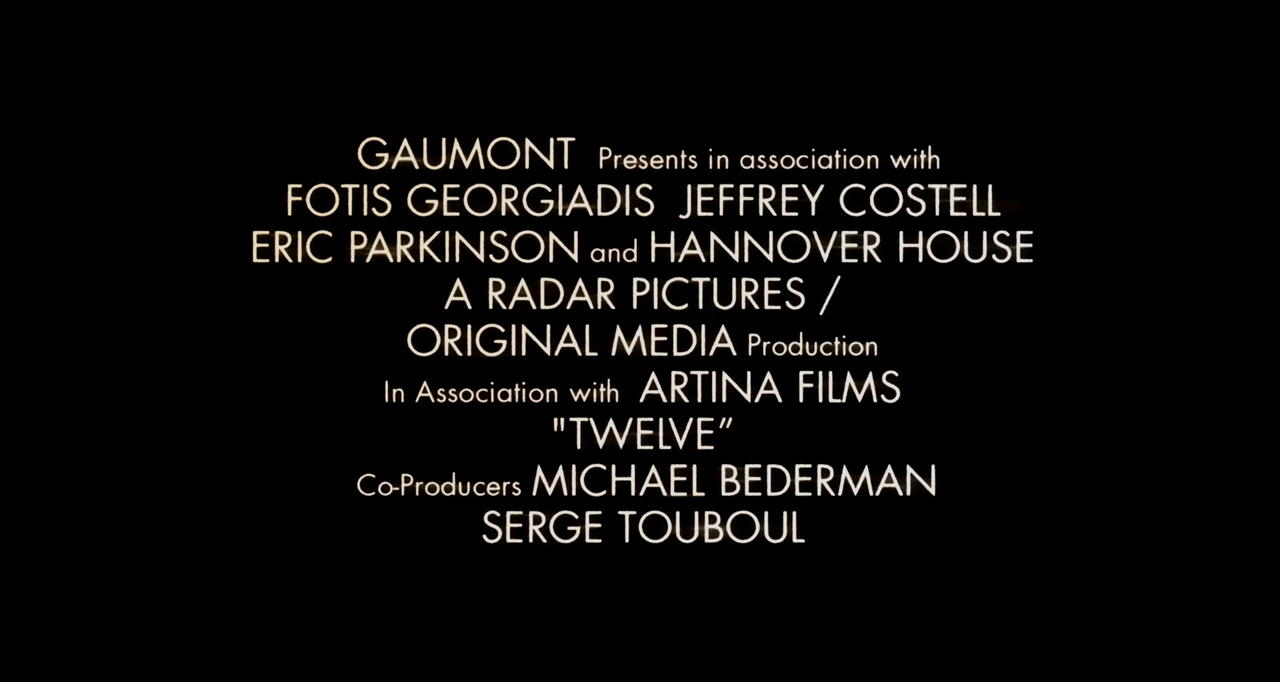 GAUMONT Presents in association with
FOTIS GEORGIADIS JEFFREY COSTELL
ERIC PARKINSON and HANNOVER HOUSE
A RADAR PICTURES /
ORIGINAL MEDIA Production
In Association with ARTINA FILMS
"TWELVE”
Co-Producers MICHAEL BEDERMAN
SERGE TOUBOUL